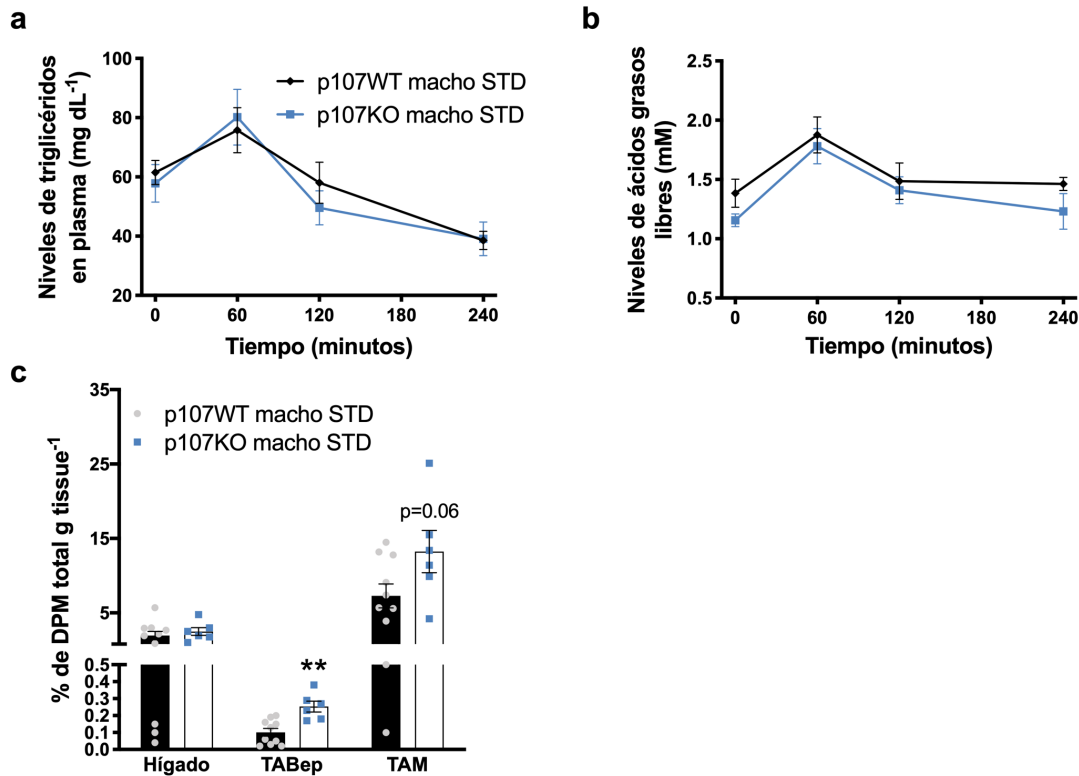 a
Niveles de triglicéridos
en plasma (mg dL-1)
100
80
60
40
20
p107WT macho STD
p107KO macho STD
0
60
120
180
240
Tiempo (minutos)
b
Niveles de ácidos grasos
libres (mM)
2.5
2.0
1.5
1.0
0.5
0
60
120
180
240
Tiempo (minutos)
c
% de DPM total g tissue-1
35
25
15
5
0.5
0.4
0.3
0.2
0.1
0.0
p107WT macho STD
p107KO macho STD
**
p=0.06
Hígado
TABep
TAM